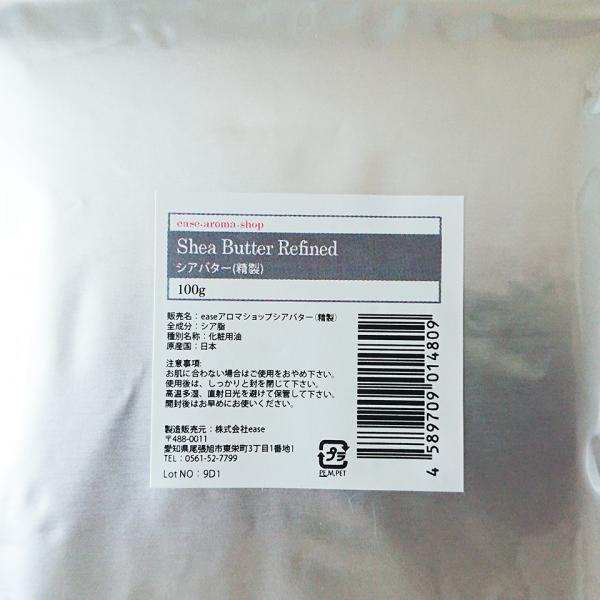 ease-aroma-shop
Shea Butter Refined
シアバター(精製)
100g
販売名：easeアロマショップシアバター（精製）
全成分：シア脂
種別名称：化粧用油
原産国：日本
注意事項:
お肌に合わない場合はご使用をおやめ下さい。
使用後は、しっかりと封を閉じて下さい。
高温多湿、直射日光を避けて保管して下さい。
開封後はお早めにお使いください。
製造販売元：株式会社ease
〒488-0011
愛知県尾張旭市東栄町3丁目1番地1
TEL：0561-52-7799
Lot NO：9D1
プラ
PE,M,PET
4 589709 014809